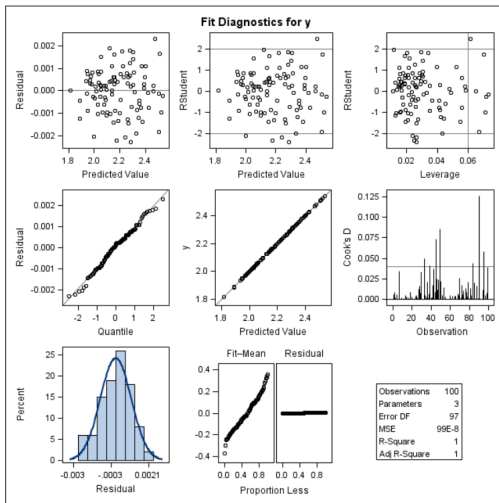 Fit Diagnostics for y
Residual
0.002
0.001
0.000
-0.001
-0.002
1.8 2.0 2.2 2.4
Predicted Value
RStudent
2
1
0
-1
-2
1.8 2.0 2.2 2.4
Predicted Value
RStudent
2
1
0
-1
-2
0.02 0.04 0.06
Leverage
Residual
0.002
0.001
0.000
-0.001
-0.002
-2 -1 0 1 2
Quantile
y
2.4
2.2
2.0
1.8
1.8 2.0 2.2 2.4
Predicted Value
Cook's D
0.125
0.100
0.075
0.050
0.025
0.000
0 20 40 60 80 100
Observation
Percent
25
20
15
10
5
0
-0.003 -.0003 0.0021
Residual
Fit–Mean Residual
0.4
0.2
0.0
-0.2
-0.4
0.0 0.4 0.8 0.0 0.4 0.8
Proportion Less
Observations 100
Parameters 3
Error DF 97
MSE 99E-8
R-Square 1
Adj R-Square 1